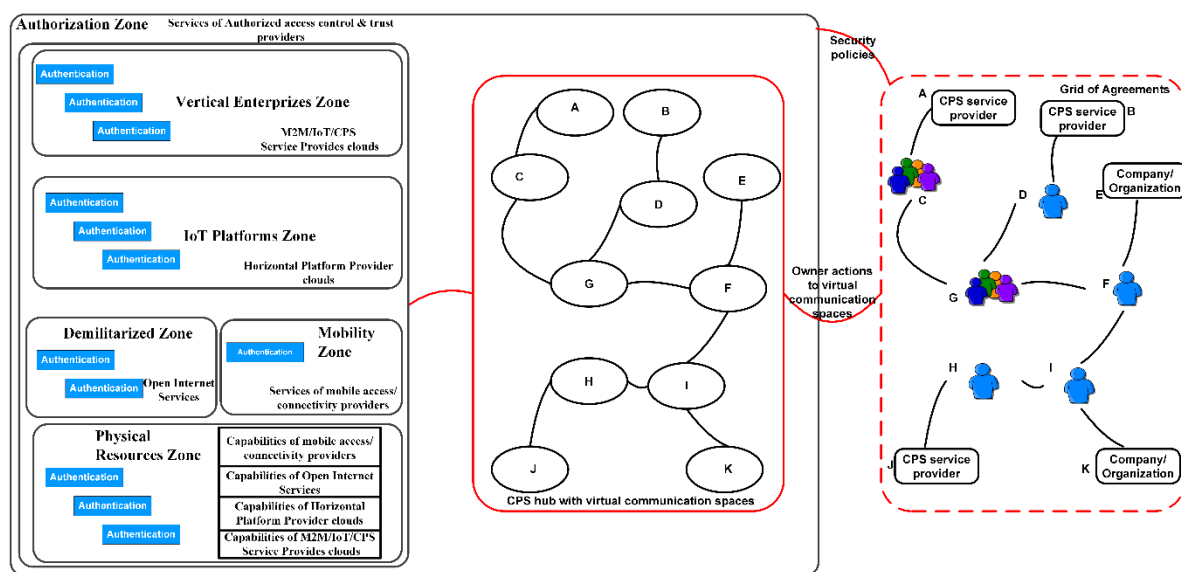 Authorization Zone
Services of Authorized access control & trust
providers
Authentication
Authentication
Authentication
Vertical Enterprizes Zone
M2M/IoT/CPS
Service Provides clouds
Authentication
Authentication
Authentication
IoT Platforms Zone
Horizontal Platform Provider
clouds
Demilitarized Zone
Authentication
Authentication
Open Internet
Services
Mobility
Zone
Authentication
Services of mobile access/
connectivity providers
Physical
Resources Zone
Authentication
Authentication
Authentication
Capabilities of mobile access/
connectivity providers
Capabilities of Open Internet
Services
Capabilities of Horizontal
Platform Provider clouds
Capabilities of M2M/IoT/CPS
Service Provides clouds
A
B
C
D
E
G
F
H
I
J
K
CPS hub with virtual communication spaces
Security
policies
Owner actions
to virtual
communication
spaces
Grid of Agreements
A
CPS service
provider
CPS service
provider
B
C
D
E
Company/
Organization
G
F
H
I
J
CPS service
provider
K
Company/
Organization